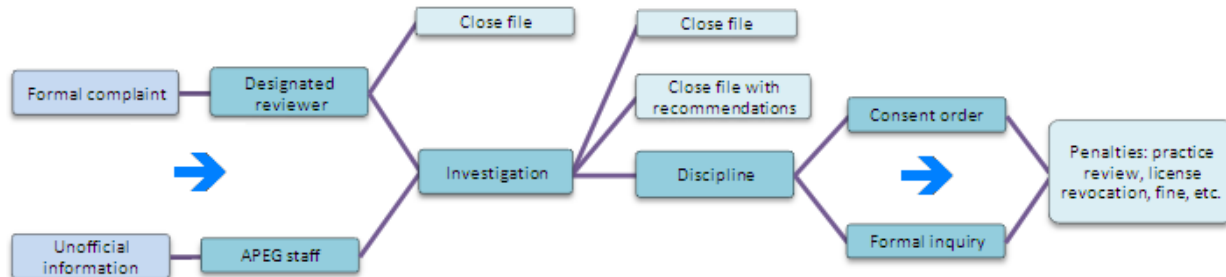 Close file
Close file
Formal complaint
Designated
reviewer
Close file with
recommendations
Consent order
Investigation
Discipline
Penalties: practice
review, license
revocation, fine, etc.
Unofficial
information
APEG staff
Formal inquiry